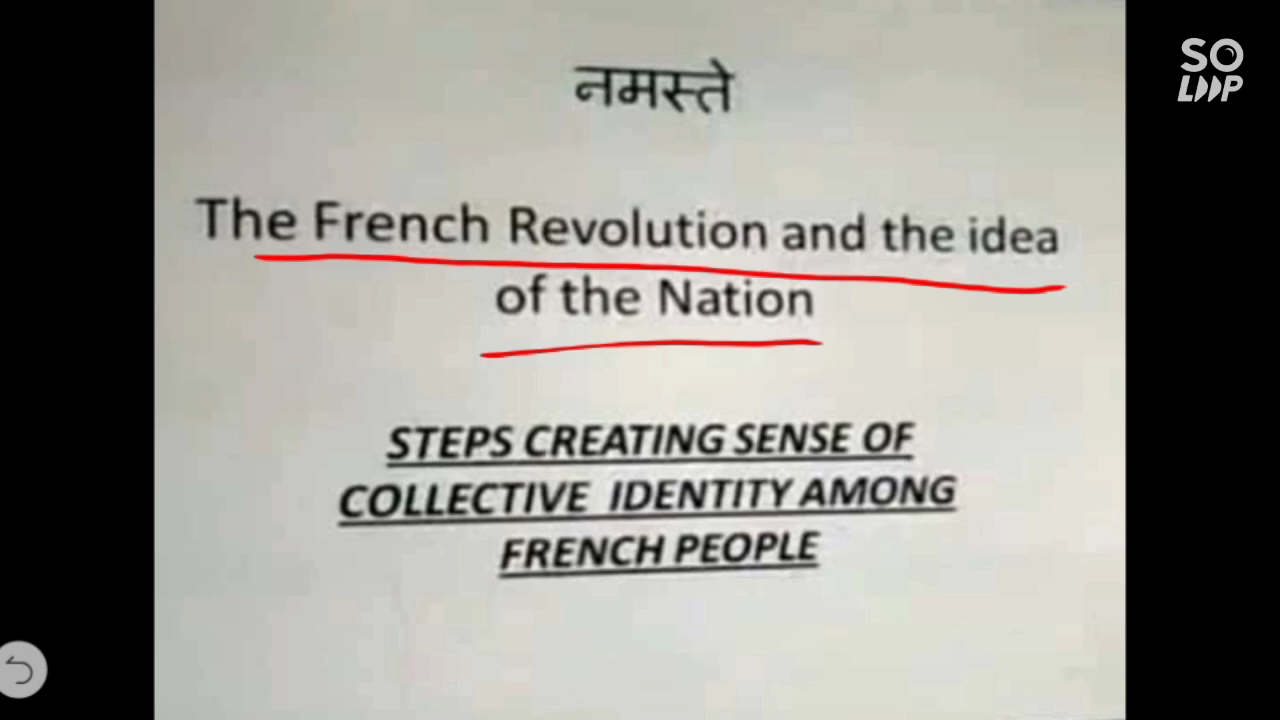 नमस्ते
The French Revolution and the idea
of the Nation
STEPS CREATING SENSE OF
COLLECTIVE IDENTITY AMONG
FRENCH PEOPLE
SO
LOOP